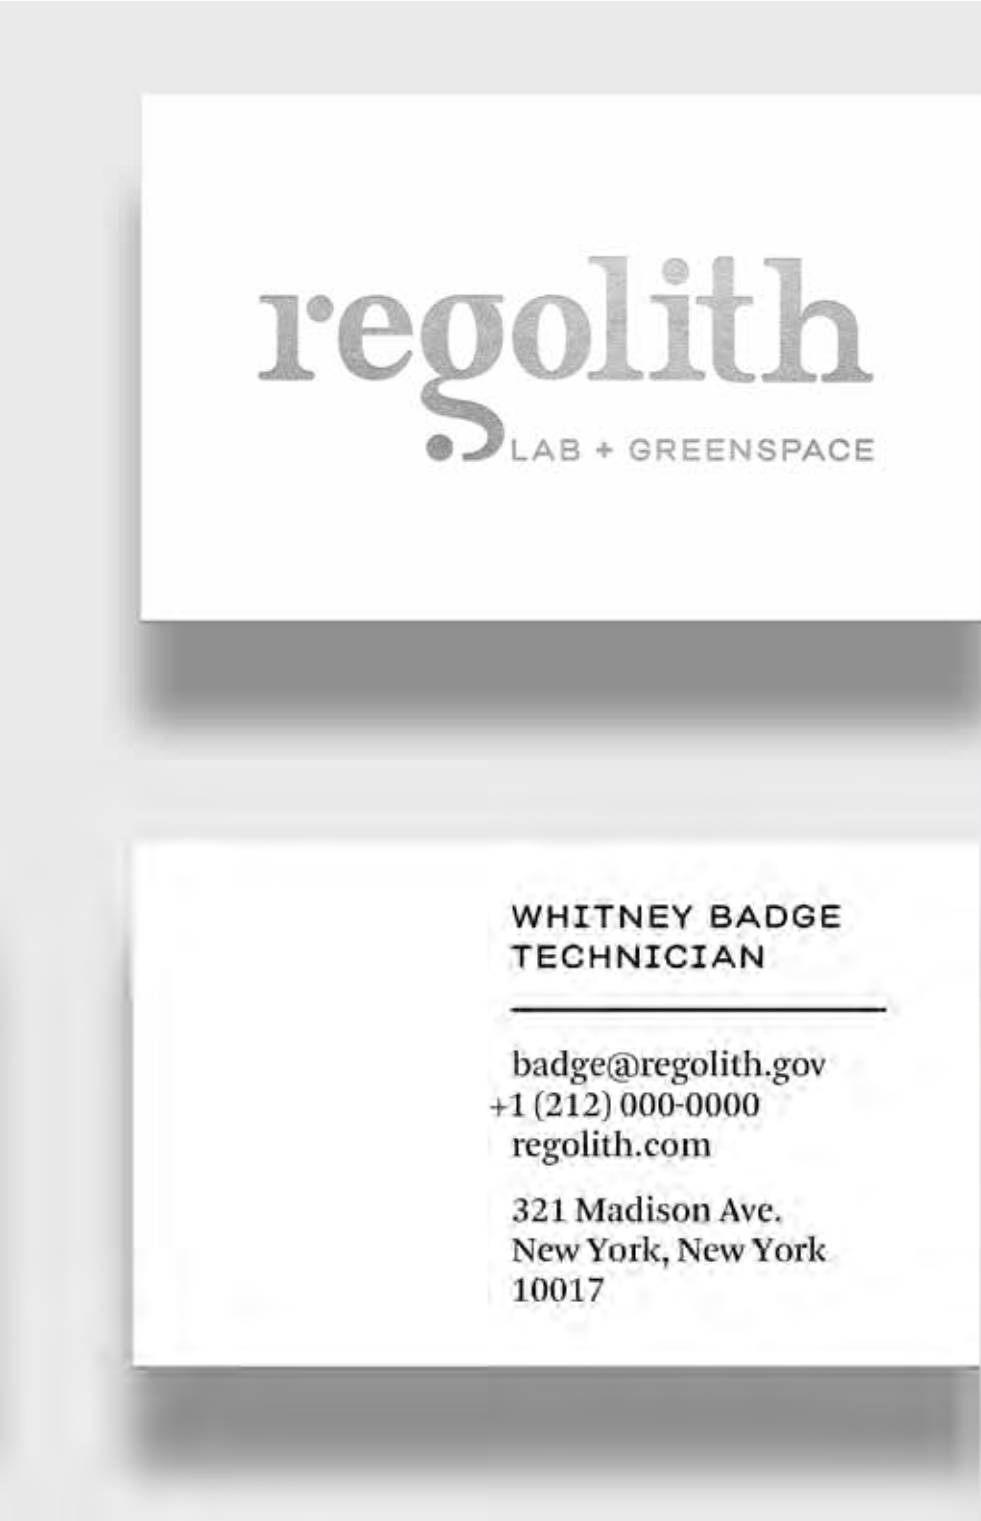 regolith
LAB + GREENSPACE
WHITNEY BADGE
TECHNICIAN
badge@regolith.gov
+1 (212) 000-0000
regolith.com
321 Madison Ave.
New York, New York
10017